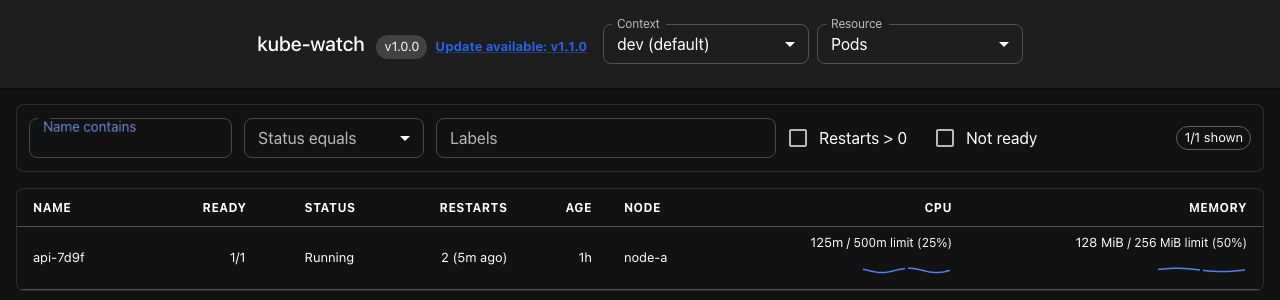 kube-watch v1.0.0 Update available: v1.1.0
Context
dev (default)
Resource
Pods
Name contains
Status equals
Labels
Restarts > 0
Not ready
1/1 shown
NAME READY STATUS RESTARTS AGE NODE CPU MEMORY
api-7d9f 1/1 Running 2 (5m ago) 1h node-a 125m / 500m limit (25%) 128 MiB / 256 MiB limit (50%)